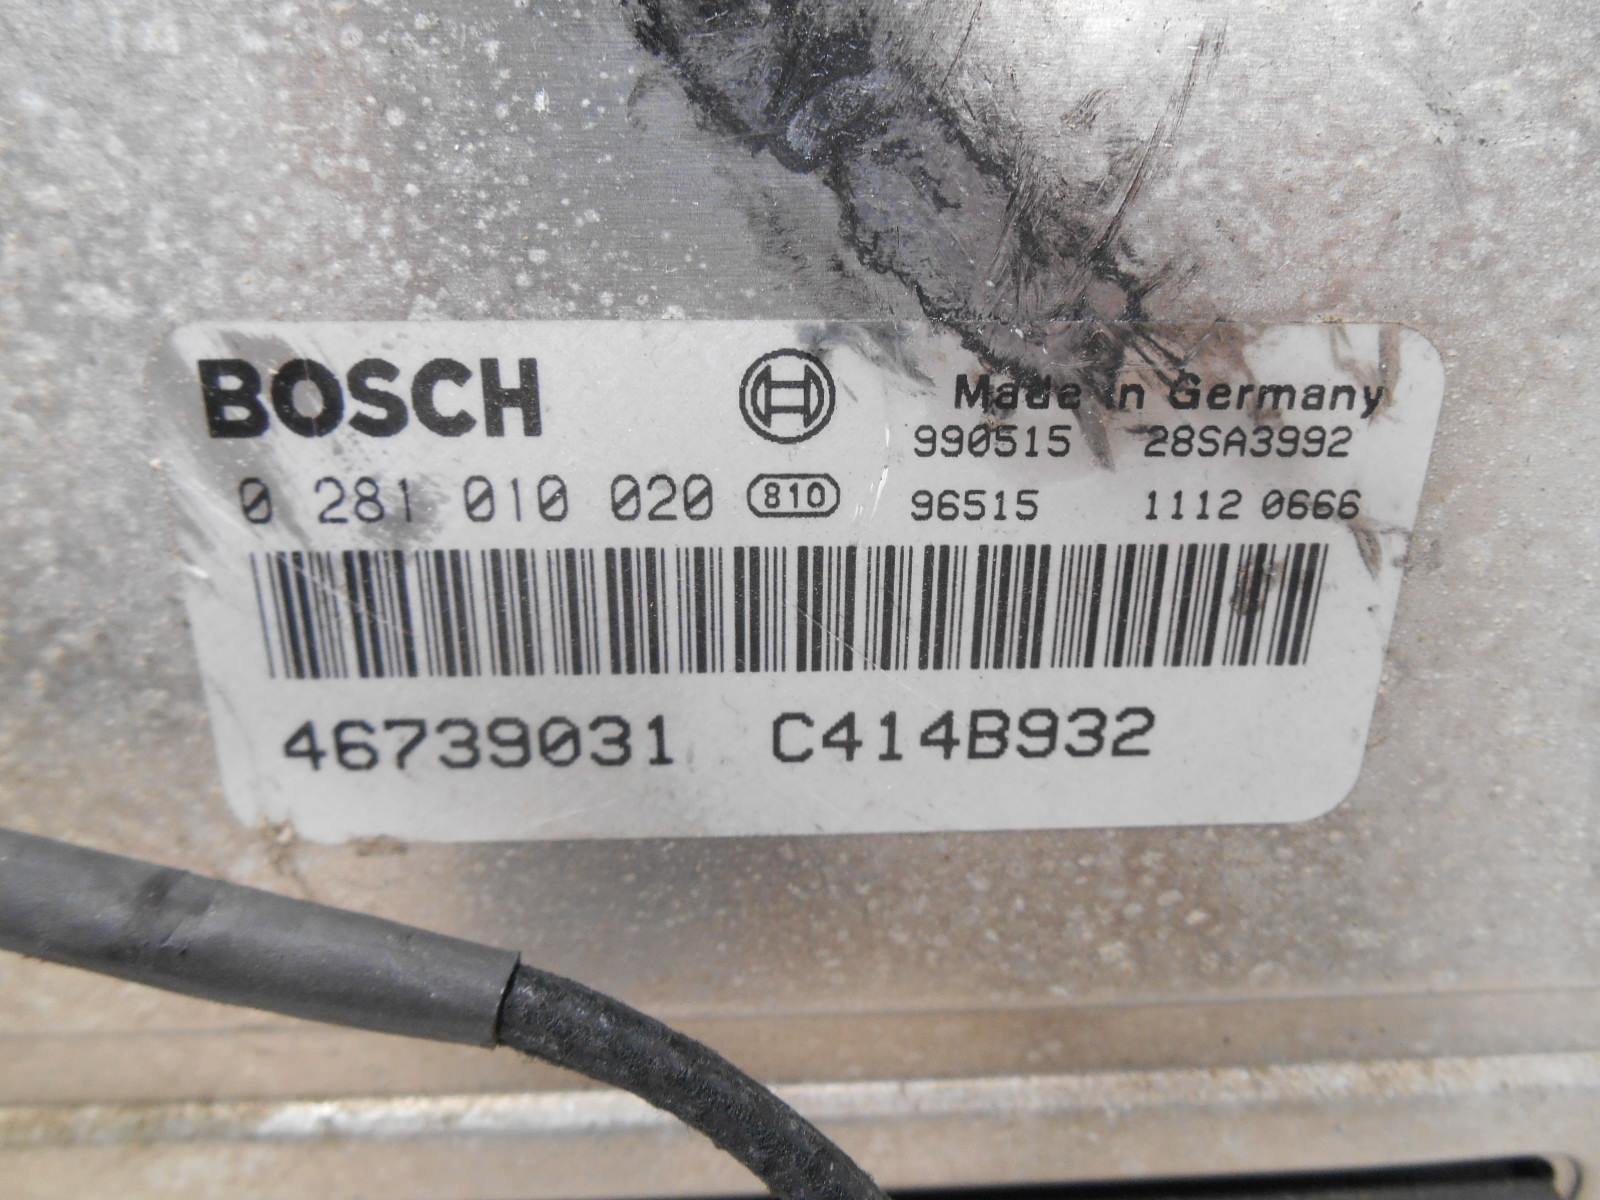 BOSCH
Made in Germany
990515 28SA3992
0 281 010 020 810 96515 1112 0666
46739031 C414B932